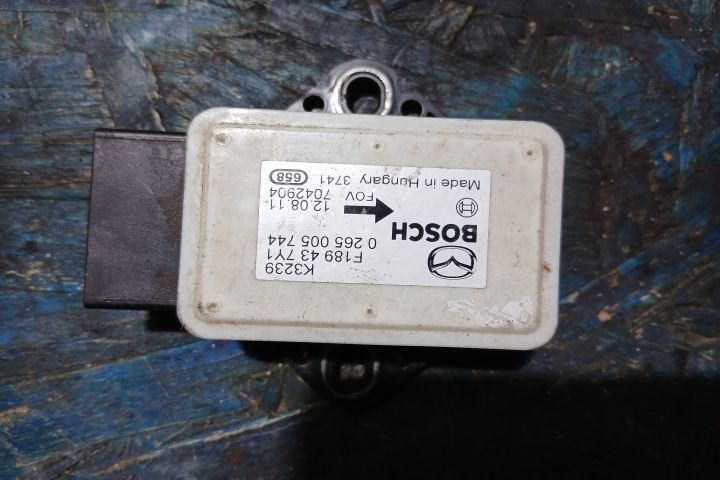 K3239
F189 43 7Y1
0 265 005 744
BOSCH
12.08.11
FOV 7042904
658
Made in Hungary 3741